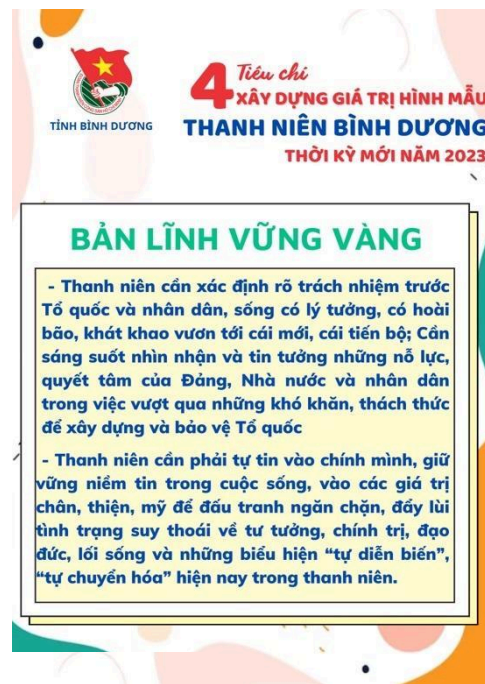 TỈNH BÌNH DƯƠNG
4 Tiêu chí
XÂY DỰNG GIÁ TRỊ HÌNH MẪU
THANH NIÊN BÌNH DƯƠNG
THỜI KỲ MỚI NĂM 2023
BẢN LĨNH VỮNG VÀNG
- Thanh niên cần xác định rõ trách nhiệm trước
Tổ quốc và nhân dân, sống có lý tưởng, có hoài
bão, khát khao vươn tới cái mới, cái tiến bộ; Cần
sáng suốt nhìn nhận và tin tưởng những nỗ lực,
quyết tâm của Đảng, Nhà nước và nhân dân
trong việc vượt qua những khó khăn, thách thức
để xây dựng và bảo vệ Tổ quốc
- Thanh niên cần phải tự tin vào chính mình, giữ
vững niềm tin trong cuộc sống, vào các giá trị
chân, thiện, mỹ để đấu tranh ngăn chặn, đẩy lùi
tình trạng suy thoái về tư tưởng, chính trị, đạo
đức, lối sống và những biểu hiện “tự diễn biến”,
“tự chuyển hóa” hiện nay trong thanh niên.